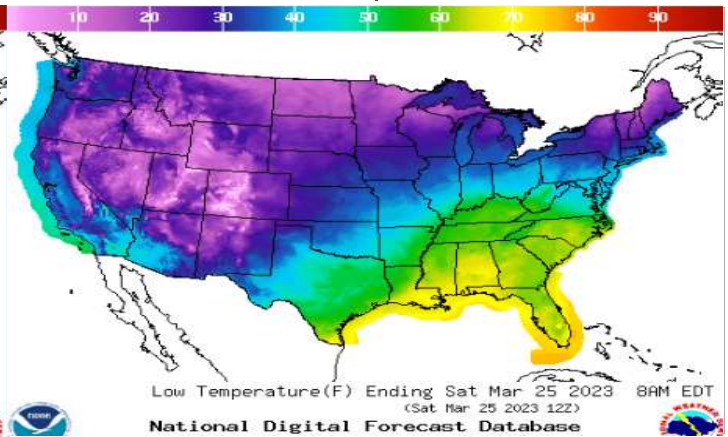 10 20 30 40 50 60 70 80 90
Low Temperature(F) Ending Sat Mar 25 2023 8AM EDT
(Sat Mar 25 2023 12Z)
National Digital Forecast Database